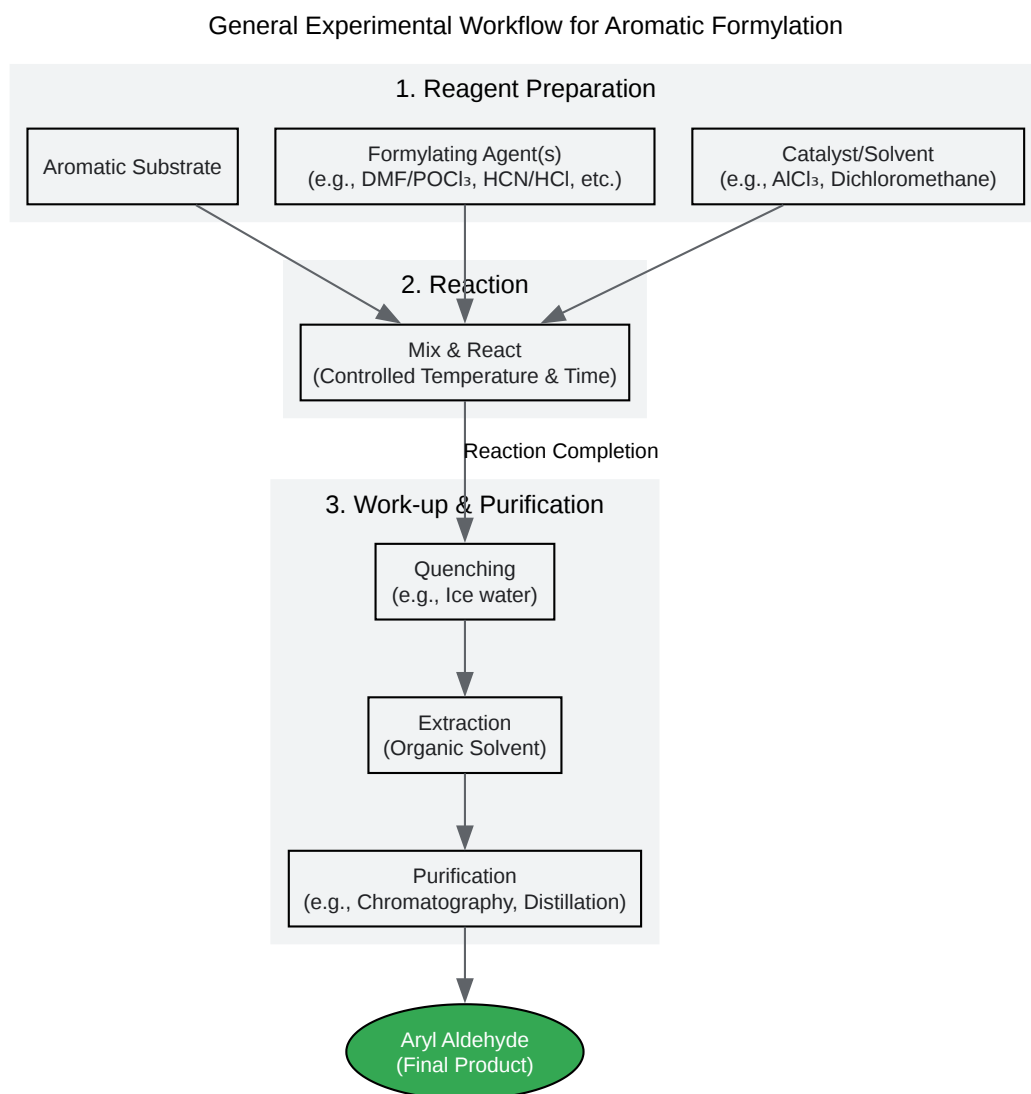 General Experimental Workflow for Aromatic Formylation
1. Reagent Preparation
Aromatic Substrate
Formylating Agent(s)
(e.g., DMF/POCl₃, HCN/HCl, etc.)
Catalyst/Solvent
(e.g., AlCl₃, Dichloromethane)
2. Reaction
Mix & React
(Controlled Temperature & Time)
Reaction Completion
3. Work-up & Purification
Quenching
(e.g., Ice water)
Extraction
(Organic Solvent)
Purification
(e.g., Chromatography, Distillation)
Aryl Aldehyde
(Final Product)